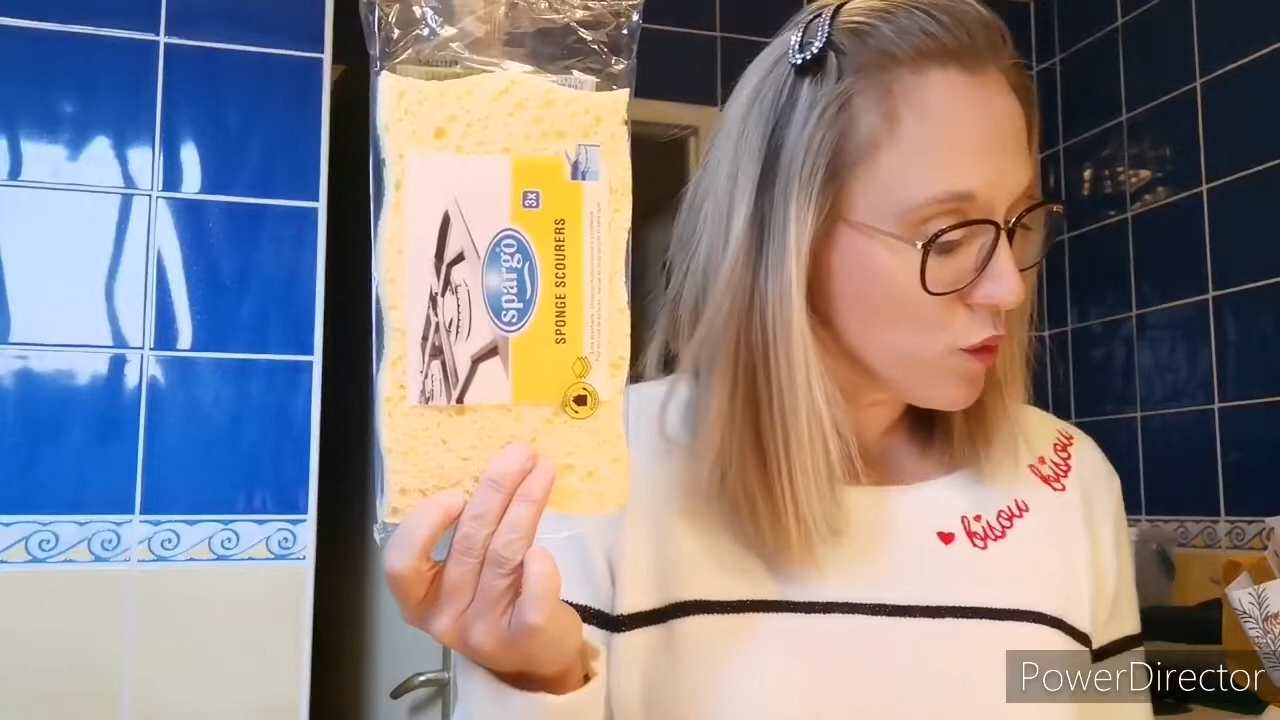 3x
spargo
SPONGE SCOURERS
♥ bisou bisou
PowerDirector